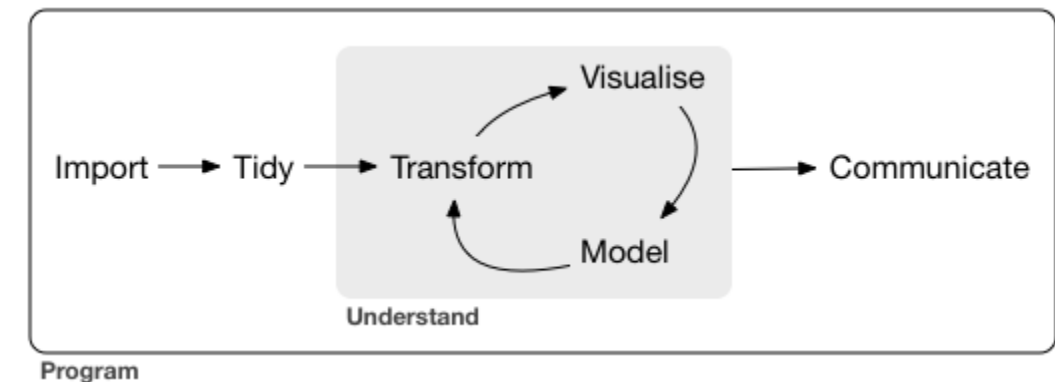 Visualise
Import Tidy Transform Communicate
Model
Understand
Program